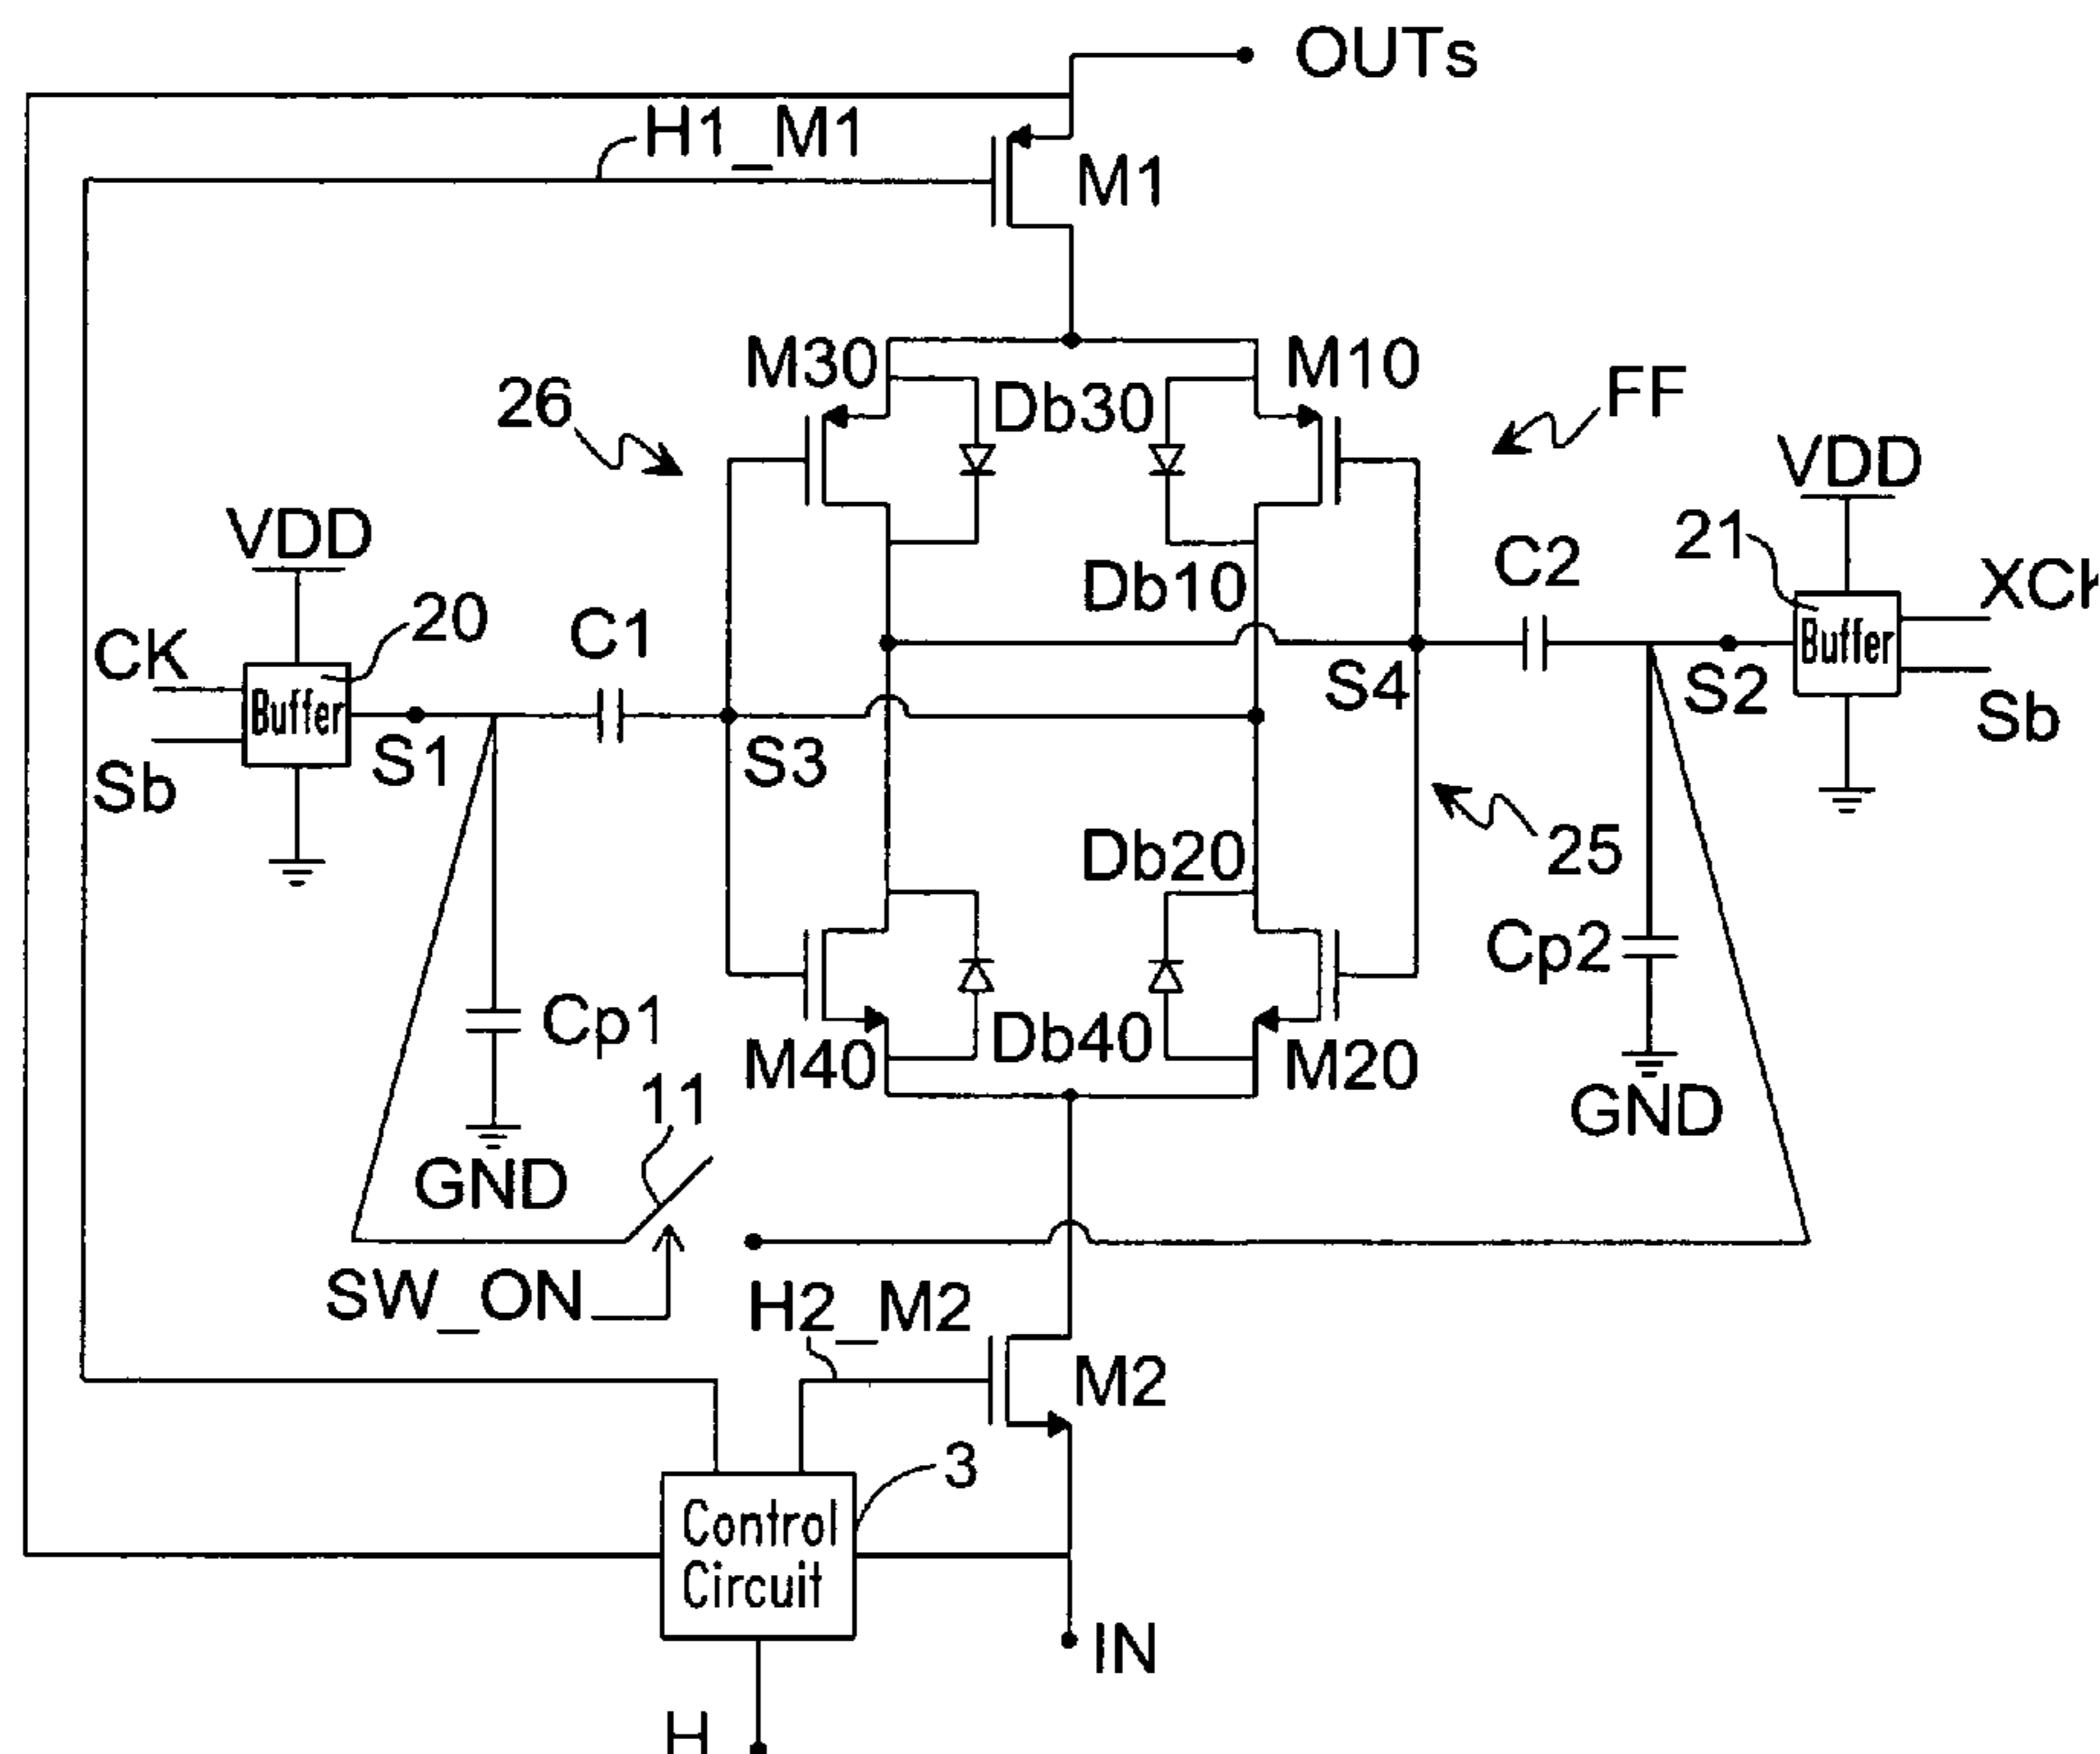 OUTs
H1_M1
M1
M30
M10
26
Db30
FF
VDD
VDD
21
C2
XCK
20
C1
Db10
CK
Buffer
Buffer
S4
S2
S1
S3
Sb
Sb
Db20
25
Cp2
Cp1
M40
Db40
M20
11
GND
GND
SW_ON
H2_M2
M2
3
Control
Circuit
IN
H